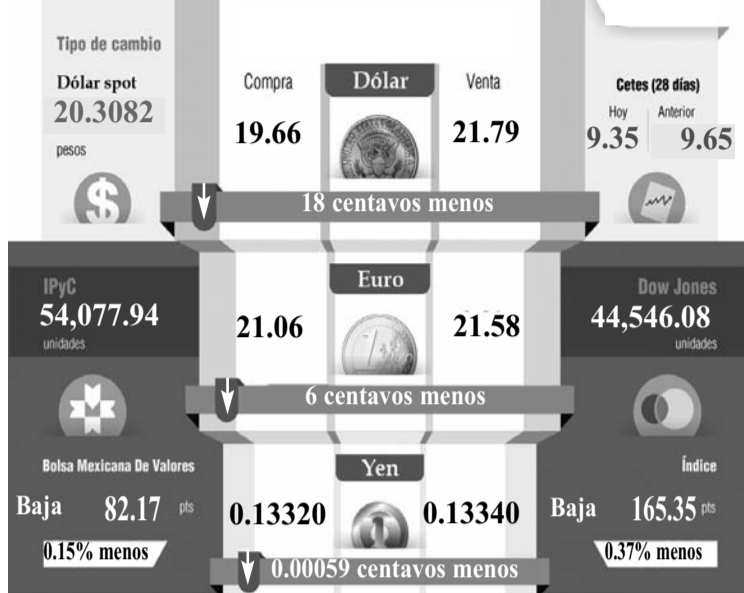 Tipo de cambio
Dólar spot
20.3082
pesos
Compra
Dólar
Venta
19.66
21.79
18 centavos menos
Cetes (28 días)
Hoy
Anterior
9.35
9.65
IPyC
54,077.94
unidades
Euro
21.06
21.58
6 centavos menos
Dow Jones
44,546.08
unidades
Bolsa Mexicana De Valores
Baja 82.17 pts
0.15% menos
Yen
0.13320
0.13340
0.00059 centavos menos
Índice
Baja 165.35 pts
0.37% menos